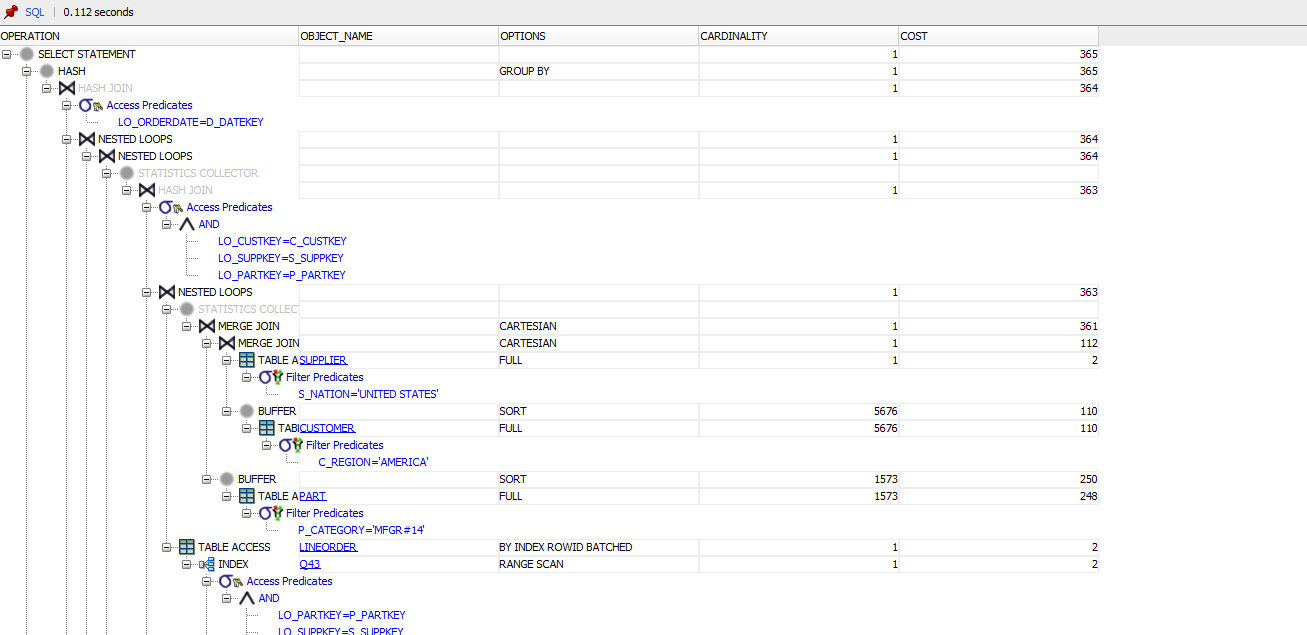 SQL | 0.112 seconds
OPERATION OBJECT_NAME OPTIONS CARDINALITY COST
SELECT STATEMENT 1 365
HASH GROUP BY 1 365
HASH JOIN 1 364
Access Predicates
LO_ORDERDATE=D_DATEKEY
NESTED LOOPS 1 364
NESTED LOOPS 1 364
STATISTICS COLLECTOR
HASH JOIN 1 363
Access Predicates
AND
LO_CUSTKEY=C_CUSTKEY
LO_SUPPKEY=S_SUPPKEY
LO_PARTKEY=P_PARTKEY
NESTED LOOPS 1 363
STATISTICS COLLECT
MERGE JOIN CARTESIAN 1 361
MERGE JOIN CARTESIAN 1 112
TABLE A SUPPLIER FULL 1 2
Filter Predicates
S_NATION='UNITED STATES'
BUFFER SORT 5676 110
TABL CUSTOMER FULL 5676 110
Filter Predicates
C_REGION='AMERICA'
BUFFER SORT 1573 250
TABLE A PART FULL 1573 248
Filter Predicates
P_CATEGORY='MFGR#14'
TABLE ACCESS LINEORDER BY INDEX ROWID BATCHED 1 2
INDEX Q43 RANGE SCAN 1 2
Access Predicates
AND
LO_PARTKEY=P_PARTKEY
LO_SUPPKEY=S_SUPPKEY